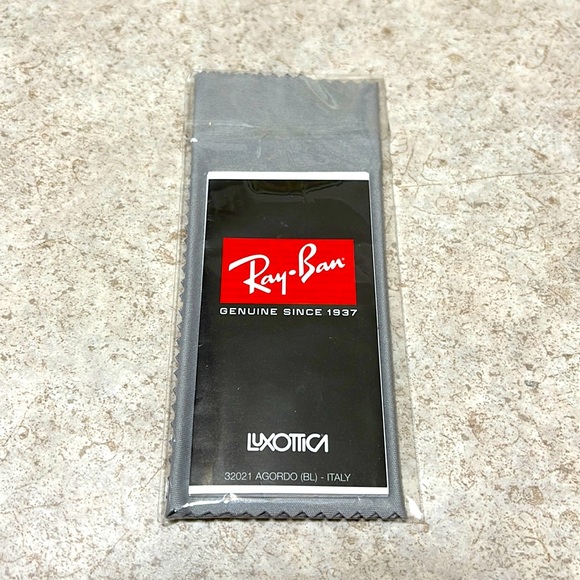 Ray-Ban
GENUINE SINCE 1937
LUXOTTICA
32021 AGORDO (BL) - ITALY